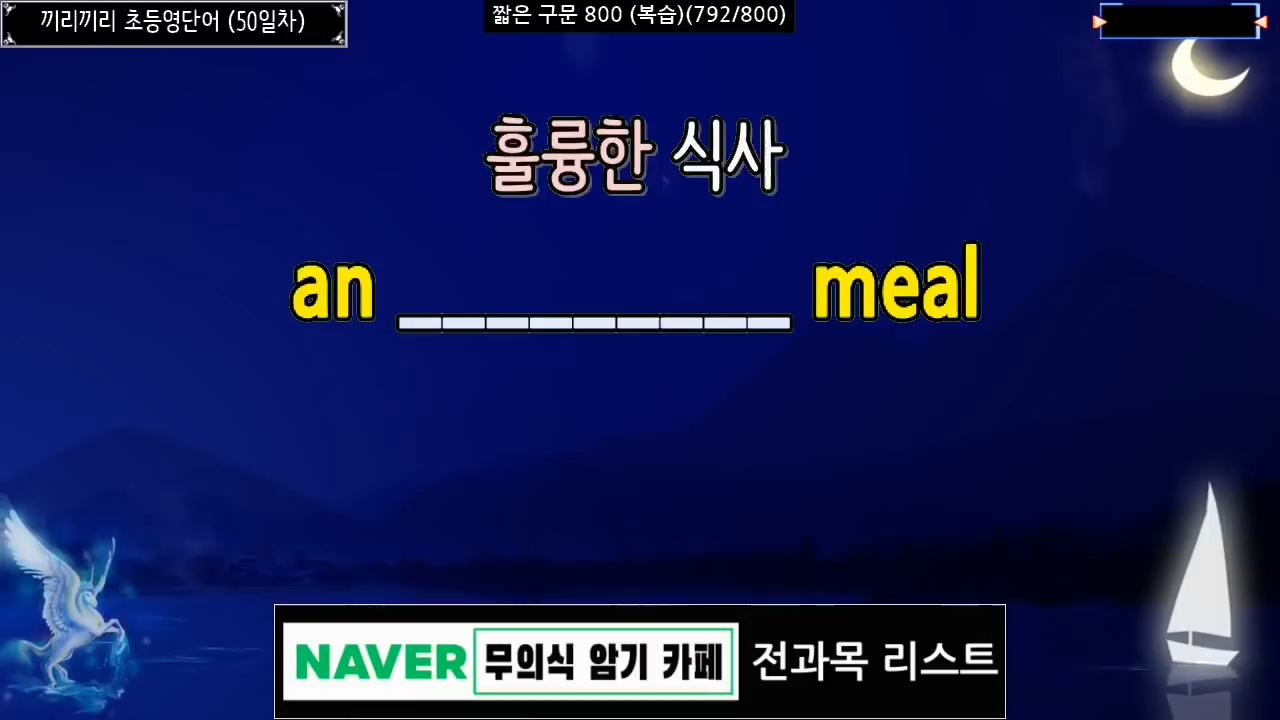 끼리끼리 초등영단어 (50일차)
짧은 구문 800 (복습)(792/800)
훌륭한 식사
an _________ meal
NAVER 무의식 암기 카페 전과목 리스트